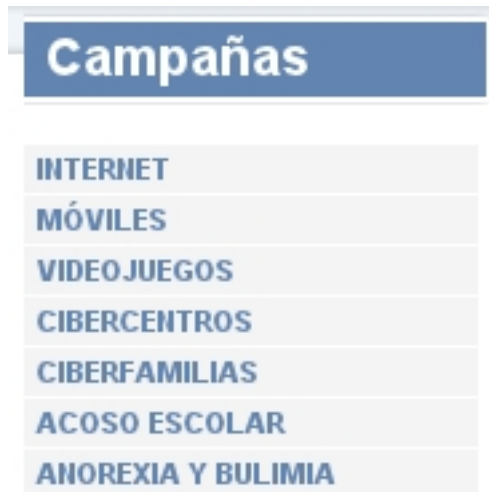 Campañas
INTERNET
MÓVILES
VIDEOJUEGOS
CIBERCENTROS
CIBERFAMILIAS
ACOSO ESCOLAR
ANOREXIA Y BULIMIA